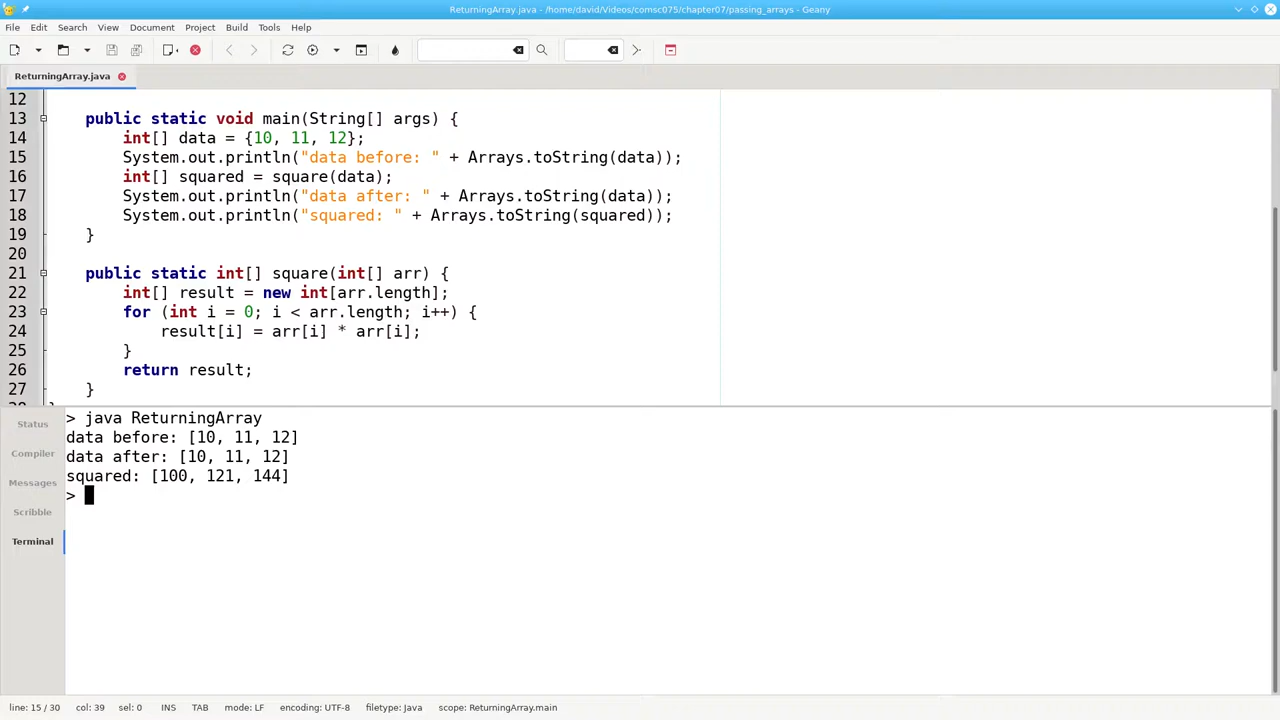 ReturningArray.java - /home/david/Videos/comsc075/chapter07/passing_arrays - Geany
File Edit Search View Document Project Build Tools Help
ReturningArray.java
12
13 public static void main(String[] args) {
14 int[] data = {10, 11, 12};
15 System.out.println("data before: " + Arrays.toString(data));
16 int[] squared = square(data);
17 System.out.println("data after: " + Arrays.toString(data));
18 System.out.println("squared: " + Arrays.toString(squared));
19 }
20
21 public static int[] square(int[] arr) {
22 int[] result = new int[arr.length];
23 for (int i = 0; i < arr.length; i++) {
24 result[i] = arr[i] * arr[i];
25 }
26 return result;
27 }
Status
Compiler
Messages
Scribble
Terminal
> java ReturningArray
data before: [10, 11, 12]
data after: [10, 11, 12]
squared: [100, 121, 144]
>
line: 15 / 30 col: 39 sel: 0 INS TAB mode: LF encoding: UTF-8 filetype: Java scope: ReturningArray.main